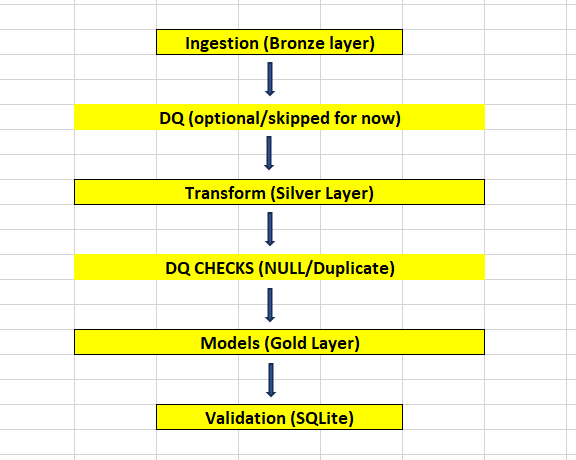 Ingestion (Bronze layer)
DQ (optional/skipped for now)
Transform (Silver Layer)
DQ CHECKS (NULL/Duplicate)
Models (Gold Layer)
Validation (SQLite)